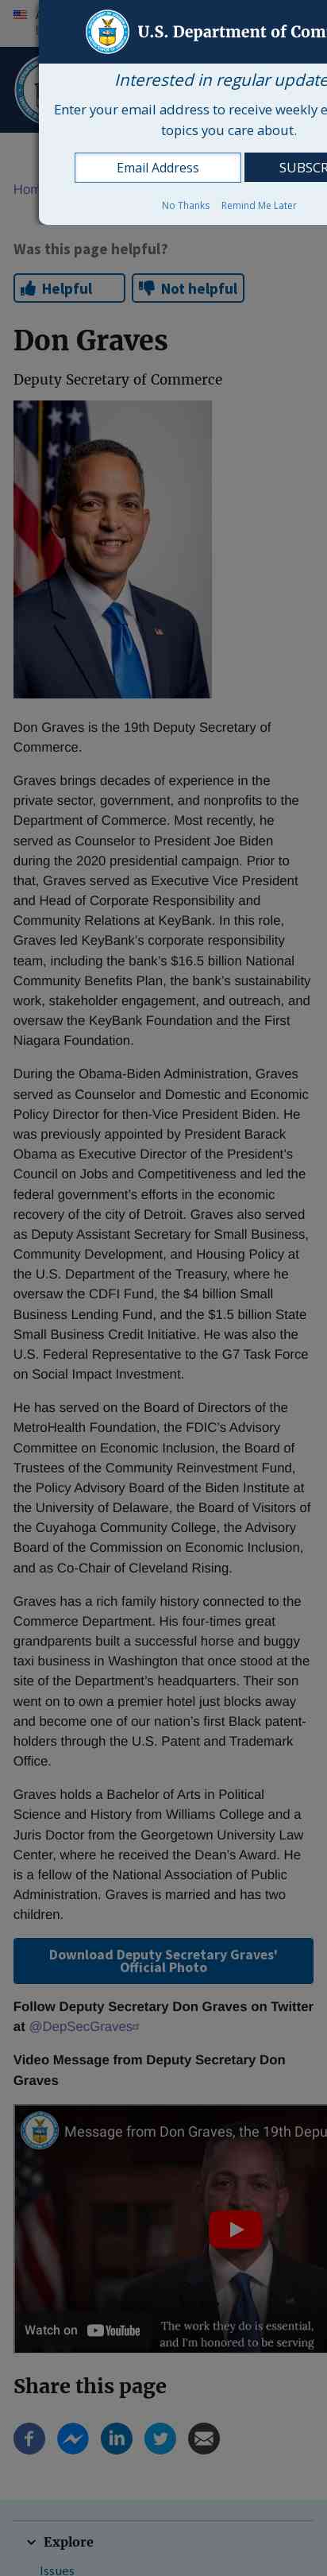 U.S. Department of Com
Interested in regular update
Enter your email address to receive weekly e
topics you care about.
Email Address
SUBSCR
No Thanks Remind Me Later
Hom
Was this page helpful?
Helpful
Not helpful
Don Graves
Deputy Secretary of Commerce
Don Graves is the 19th Deputy Secretary of
Commerce.
Graves brings decades of experience in the
private sector, government, and nonprofits to the
Department of Commerce. Most recently, he
served as Counselor to President Joe Biden
during the 2020 presidential campaign. Prior to
that, Graves served as Executive Vice President
and Head of Corporate Responsibility and
Community Relations at KeyBank. In this role,
Graves led KeyBank’s corporate responsibility
team, including the bank’s $16.5 billion National
Community Benefits Plan, the bank’s sustainability
work, stakeholder engagement, and outreach, and
oversaw the KeyBank Foundation and the First
Niagara Foundation.
During the Obama-Biden Administration, Graves
served as Counselor and Domestic and Economic
Policy Director for then-Vice President Biden. He
was previously appointed by President Barack
Obama as Executive Director of the President’s
Council on Jobs and Competitiveness and led the
federal government’s efforts in the economic
recovery of the city of Detroit. Graves also served
as Deputy Assistant Secretary for Small Business,
Community Development, and Housing Policy at
the U.S. Department of the Treasury, where he
oversaw the CDFI Fund, the $4 billion Small
Business Lending Fund, and the $1.5 billion State
Small Business Credit Initiative. He was also the
U.S. Federal Representative to the G7 Task Force
on Social Impact Investment.
He has served on the Board of Directors of the
MetroHealth Foundation, the FDIC’s Advisory
Committee on Economic Inclusion, the Board of
Trustees of the Community Reinvestment Fund,
the Policy Advisory Board of the Biden Institute at
the University of Delaware, the Board of Visitors of
the Cuyahoga Community College, the Advisory
Board of the Commission on Economic Inclusion,
and as Co-Chair of Cleveland Rising.
Graves has a rich family history connected to the
Commerce Department. His four-times great
grandparents built a successful horse and buggy
taxi business in Washington that once stood at the
site of the Department’s headquarters. Their son
went on to own a premier hotel just blocks away
and become one of our nation’s first Black patent-
holders through the U.S. Patent and Trademark
Office.
Graves holds a Bachelor of Arts in Political
Science and History from Williams College and a
Juris Doctor from the Georgetown University Law
Center, where he received the Dean’s Award. He
is a fellow of the National Association of Public
Administration. Graves is married and has two
children.
Download Deputy Secretary Graves'
Official Photo
Follow Deputy Secretary Don Graves on Twitter
at @DepSecGraves
Video Message from Deputy Secretary Don
Graves
Message from Don Graves, the 19th Depu
Watch on YouTube
The work they do is essential,
and I'm honored to be serving
Share this page
Explore
Issues